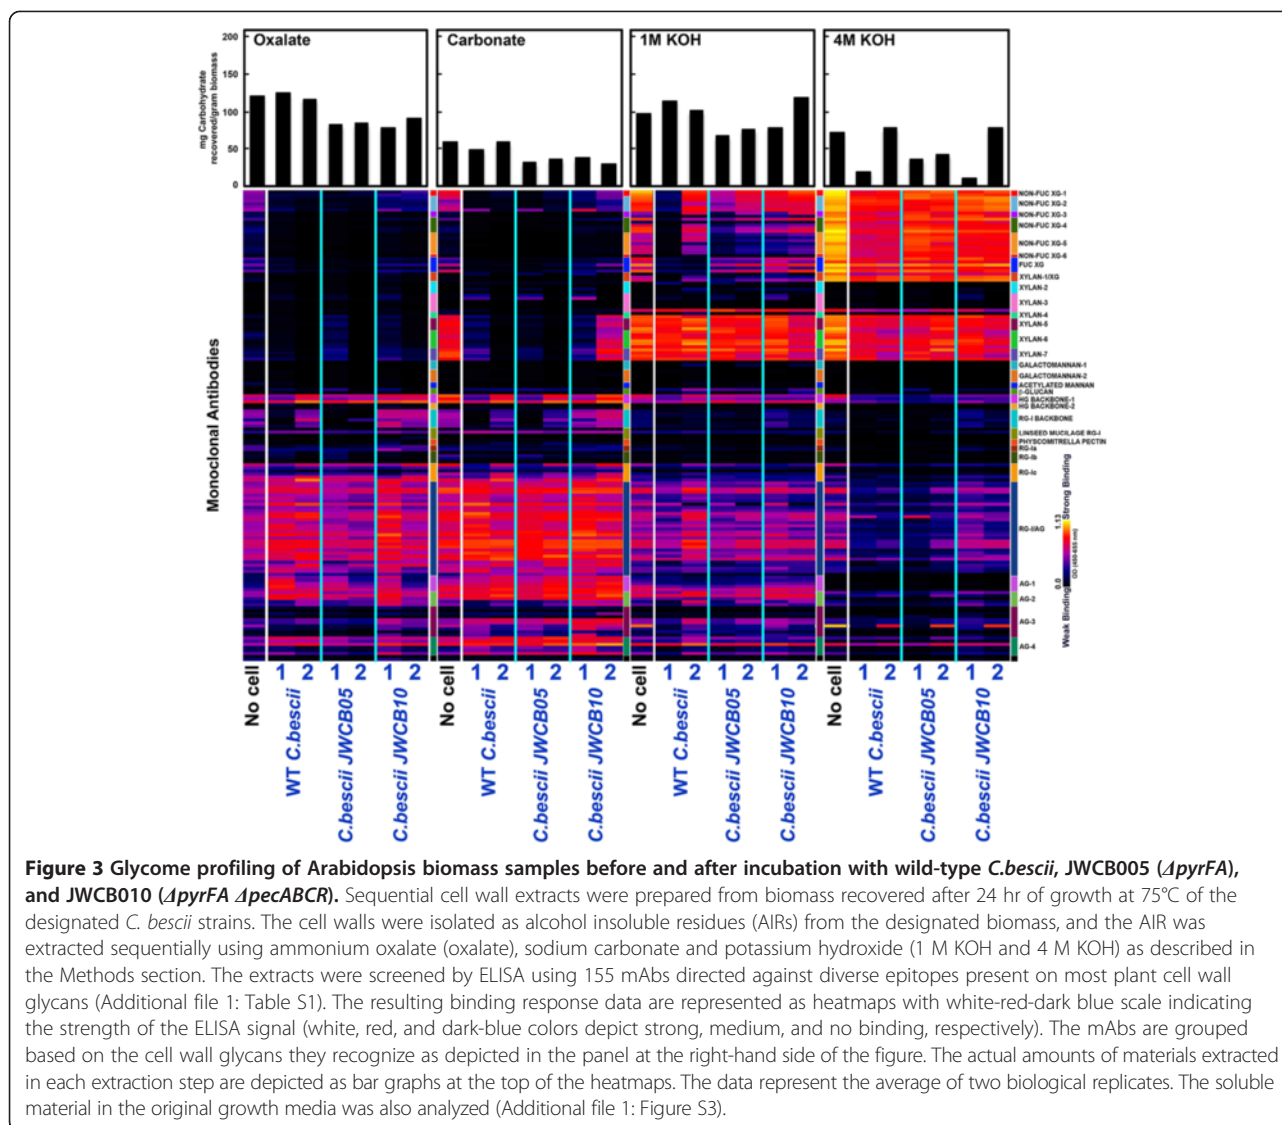 Oxalate
Carbonate
1M KOH
4M KOH
mg Carbohydrate
recovered/gram biomass
200
150
100
50
0
Monoclonal Antibodies
NON-FUC XG-1
NON-FUC XG-2
NON-FUC XG-3
NON-FUC XG-4
NON-FUC XG-5
NON-FUC XG-6
FUC XG
XYLAN-1/XG
XYLAN-2
XYLAN-3
XYLAN-4
XYLAN-5
XYLAN-6
XYLAN-7
GALACTOMANNAN-1
GALACTOMANNAN-2
ACETYLATED MANNAN
β-GLUCAN
HG BACKBONE-1
HG BACKBONE-2
RG-I BACKBONE
LINSEED MUCILAGE RG-I
PHYSCOMITRELLA PECTIN
RG-Ia
RG-Ib
RG-Ic
RG-I/AG
AG-1
AG-2
AG-3
AG-4
Weak Binding Strong Binding
0.0 1.13
OD (450-655 nm)
No cell 1 2 1 2 1 2 No cell 1 2 1 2 1 2 No cell 1 2 1 2 1 2 No cell 1 2 1 2 1 2
WT C.bescii C.bescii JWCB05 C.bescii JWCB10 WT C.bescii C.bescii JWCB05 C.bescii JWCB10 WT C.bescii C.bescii JWCB05 C.bescii JWCB10 WT C.bescii C.bescii JWCB05 C.bescii JWCB10
Figure 3 Glycome profiling of Arabidopsis biomass samples before and after incubation with wild-type C.bescii, JWCB005 (ΔpyrFA),
and JWCB010 (ΔpyrFA ΔpecABCR). Sequential cell wall extracts were prepared from biomass recovered after 24 hr of growth at 75°C of the
designated C. bescii strains. The cell walls were isolated as alcohol insoluble residues (AIRs) from the designated biomass, and the AIR was
extracted sequentially using ammonium oxalate (oxalate), sodium carbonate and potassium hydroxide (1 M KOH and 4 M KOH) as described in
the Methods section. The extracts were screened by ELISA using 155 mAbs directed against diverse epitopes present on most plant cell wall
glycans (Additional file 1: Table S1). The resulting binding response data are represented as heatmaps with white-red-dark blue scale indicating
the strength of the ELISA signal (white, red, and dark-blue colors depict strong, medium, and no binding, respectively). The mAbs are grouped
based on the cell wall glycans they recognize as depicted in the panel at the right-hand side of the figure. The actual amounts of materials extracted
in each extraction step are depicted as bar graphs at the top of the heatmaps. The data represent the average of two biological replicates. The soluble
material in the original growth media was also analyzed (Additional file 1: Figure S3).